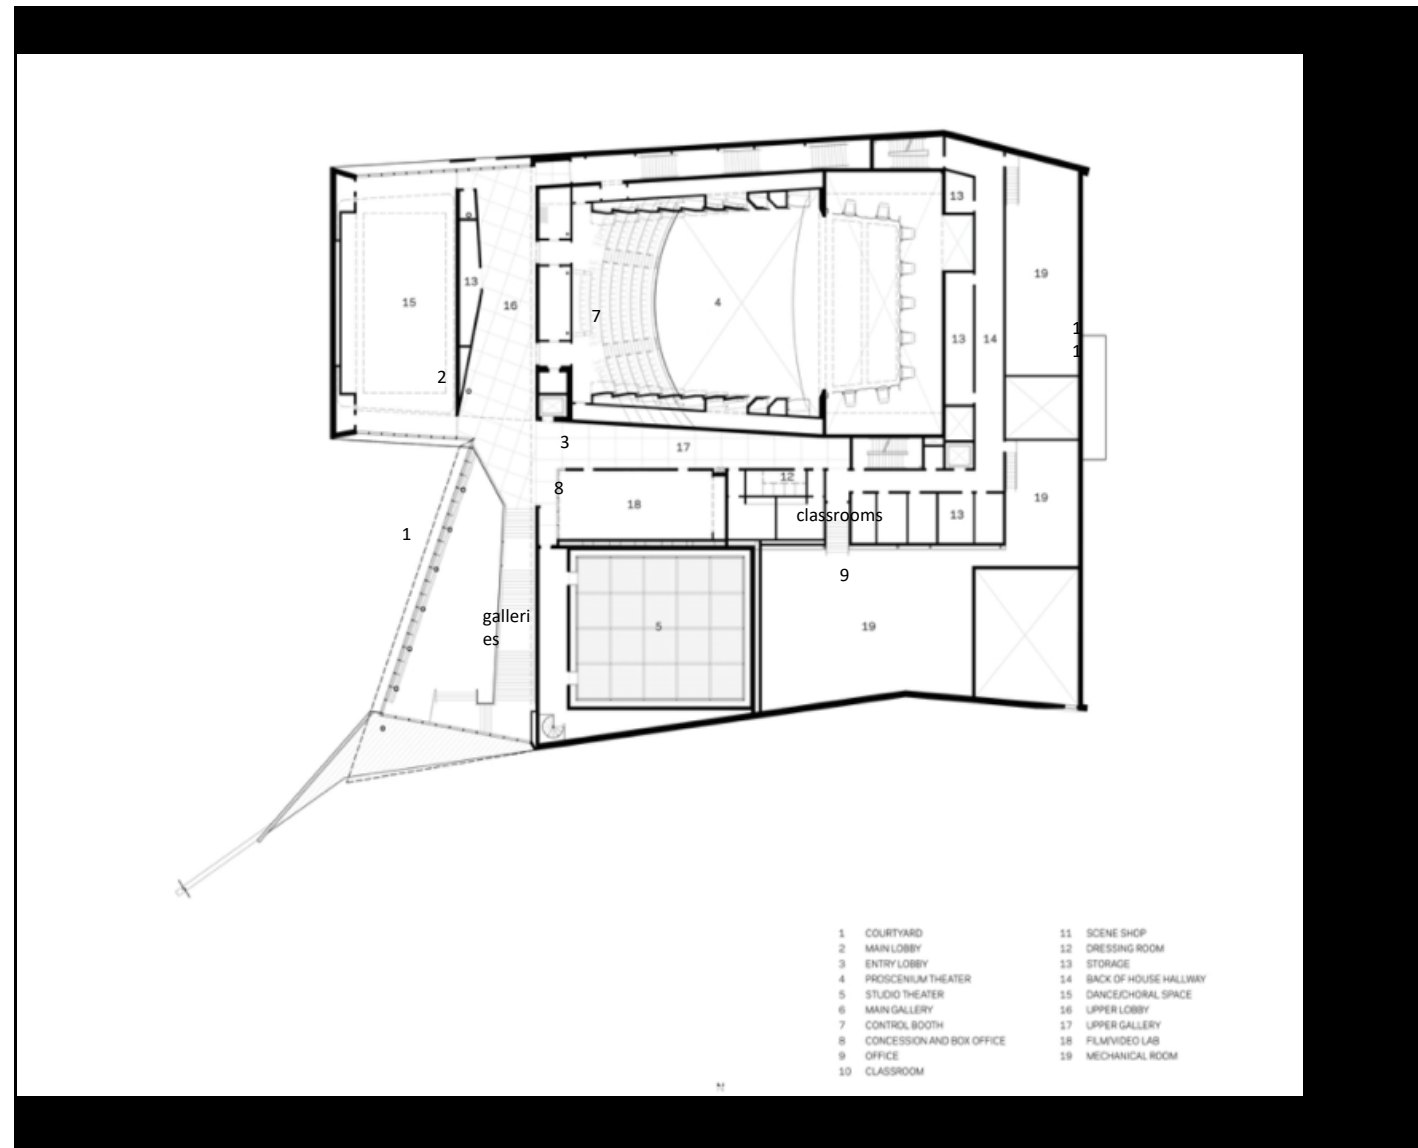 13
19
15
13
16
7
4
1
1
13
14
2
3
17
8
12
18
classrooms
13
19
1
9
galleri
es
5
19
1 COURTYARD
2 MAIN LOBBY
3 ENTRY LOBBY
4 PROSCENIUM THEATER
5 STUDIO THEATER
6 MAIN GALLERY
7 CONTROL BOOTH
8 CONCESSION AND BOX OFFICE
9 OFFICE
10 CLASSROOM
11 SCENE SHOP
12 DRESSING ROOM
13 STORAGE
14 BACK OF HOUSE HALLWAY
15 DANCE/CHORAL SPACE
16 UPPER LOBBY
17 UPPER GALLERY
18 FILM/VIDEO LAB
19 MECHANICAL ROOM
N